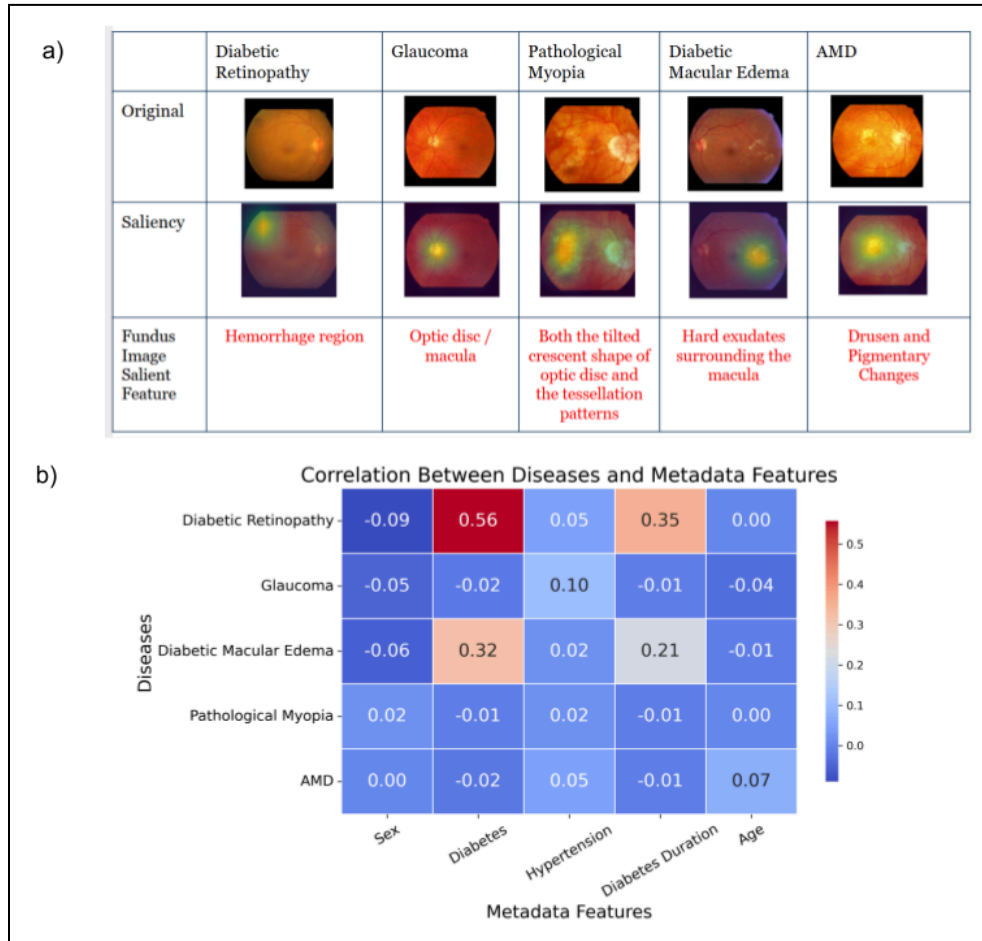 a)
Diabetic Retinopathy
Glaucoma
Pathological Myopia
Diabetic Macular Edema
AMD
Original
Saliency
Fundus Image Salient Feature
Hemorrhage region
Optic disc / macula
Both the tilted crescent shape of optic disc and the tessellation patterns
Hard exudates surrounding the macula
Drusen and Pigmentary Changes
b)
Correlation Between Diseases and Metadata Features
Diseases
Diabetic Retinopathy -0.09 0.56 0.05 0.35 0.00
Glaucoma -0.05 -0.02 0.10 -0.01 -0.04
Diabetic Macular Edema -0.06 0.32 0.02 0.21 -0.01
Pathological Myopia 0.02 -0.01 0.02 -0.01 0.00
AMD 0.00 -0.02 0.05 -0.01 0.07
Sex Diabetes Hypertension Diabetes Duration Age
Metadata Features
0.5
0.4
0.3
0.2
0.1
0.0